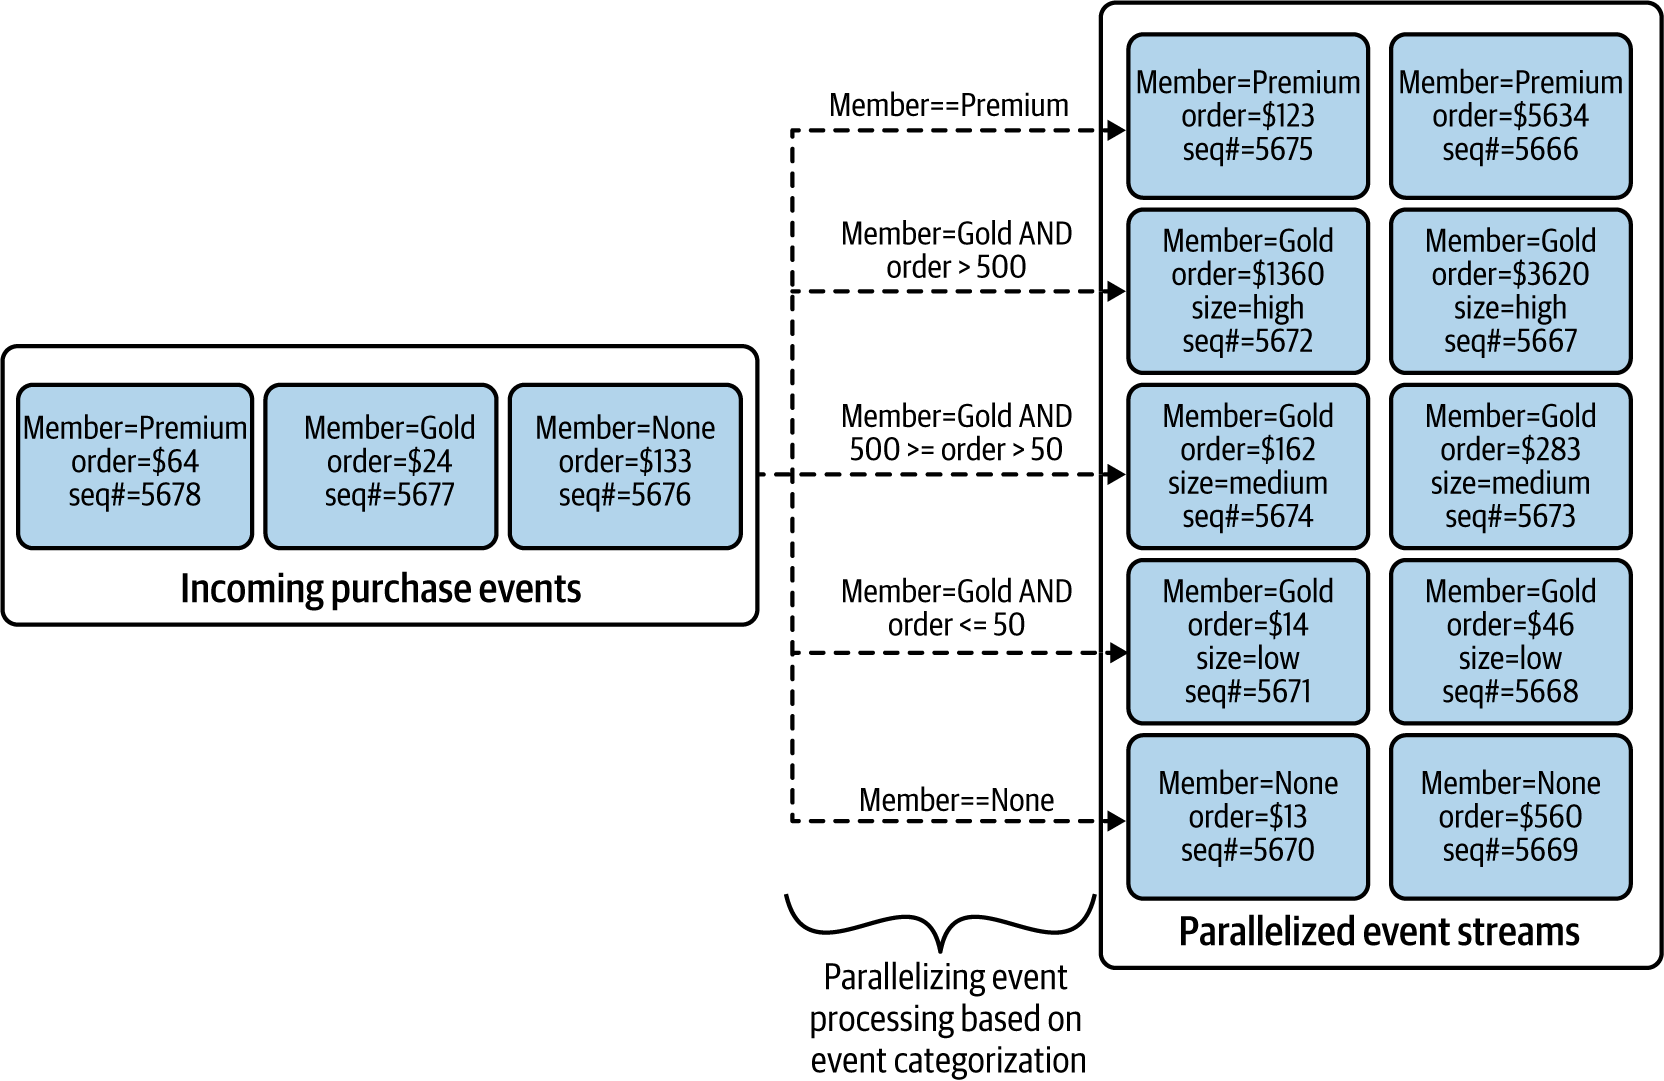 Member=Premium
order=$64
seq#=5678
Member=Gold
order=$24
seq#=5677
Member=None
order=$133
seq#=5676
Incoming purchase events
Member==Premium
Member=Gold AND
order > 500
Member=Gold AND
500 >= order > 50
Member=Gold AND
order <= 50
Member==None
Parallelizing event
processing based on
event categorization
Member=Premium
order=$123
seq#=5675
Member=Premium
order=$5634
seq#=5666
Member=Gold
order=$1360
size=high
seq#=5672
Member=Gold
order=$3620
size=high
seq#=5667
Member=Gold
order=$162
size=medium
seq#=5674
Member=Gold
order=$283
size=medium
seq#=5673
Member=Gold
order=$14
size=low
seq#=5671
Member=Gold
order=$46
size=low
seq#=5668
Member=None
order=$13
seq#=5670
Member=None
order=$560
seq#=5669
Parallelized event streams